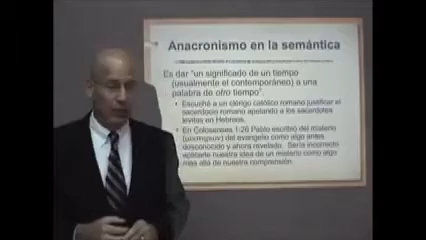 Anacronismo en la semántica
Es dar "un significado de un tiempo
(usualmente el contemporáneo) a una
palabra de otro tiempo".
Escuché a un clérigo católico romano justificar el
sacerdocio romano apelando a los sacerdotes
levitas en Hebreos.
En Colosenses 1:26 Pablo escribió del misterio
del evangelio como algo antes
desconocido y ahora revelado. Sería incorrecto
nuestra idea de un misterio como algo
más allá de nuestra comprensión.